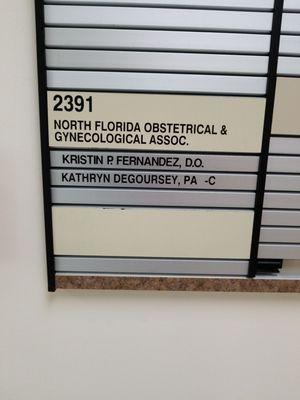 2391
NORTH FLORIDA OBSTETRICAL &
GYNECOLOGICAL ASSOC.
KRISTIN P. FERNANDEZ, D.O.
KATHRYN DEGOURSEY, PA -C